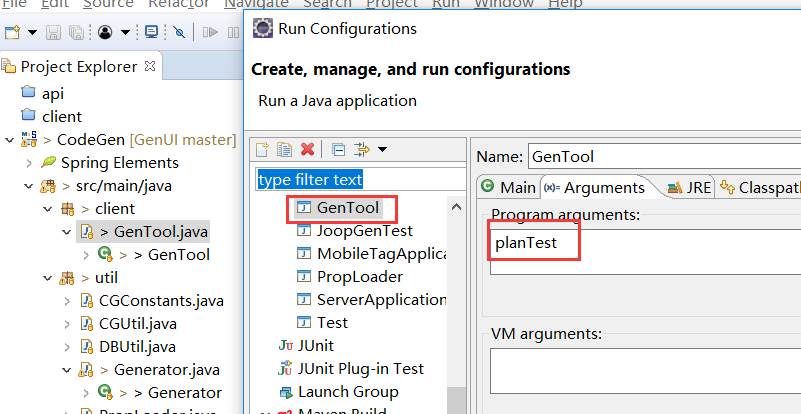 File Edit Source Refactor Navigate Search Project Run Window Help
Run Configurations
Project Explorer
api
client
> CodeGen [GenUI master]
Spring Elements
> src/main/java
> client
> GenTool.java
> GenTool
> util
CGConstants.java
CGUtil.java
DBUtil.java
> Generator.java
> Generator
PropLoader.java
Create, manage, and run configurations
Run a Java application
type filter text
GenTool
JoopGenTest
MobileTagApplica
PropLoader
ServerApplication
Test
JUnit
JUnit Plug-in Test
Launch Group
Maven Build
Name: GenTool
Main (x)= Arguments JRE Classpath
Program arguments:
planTest
VM arguments: